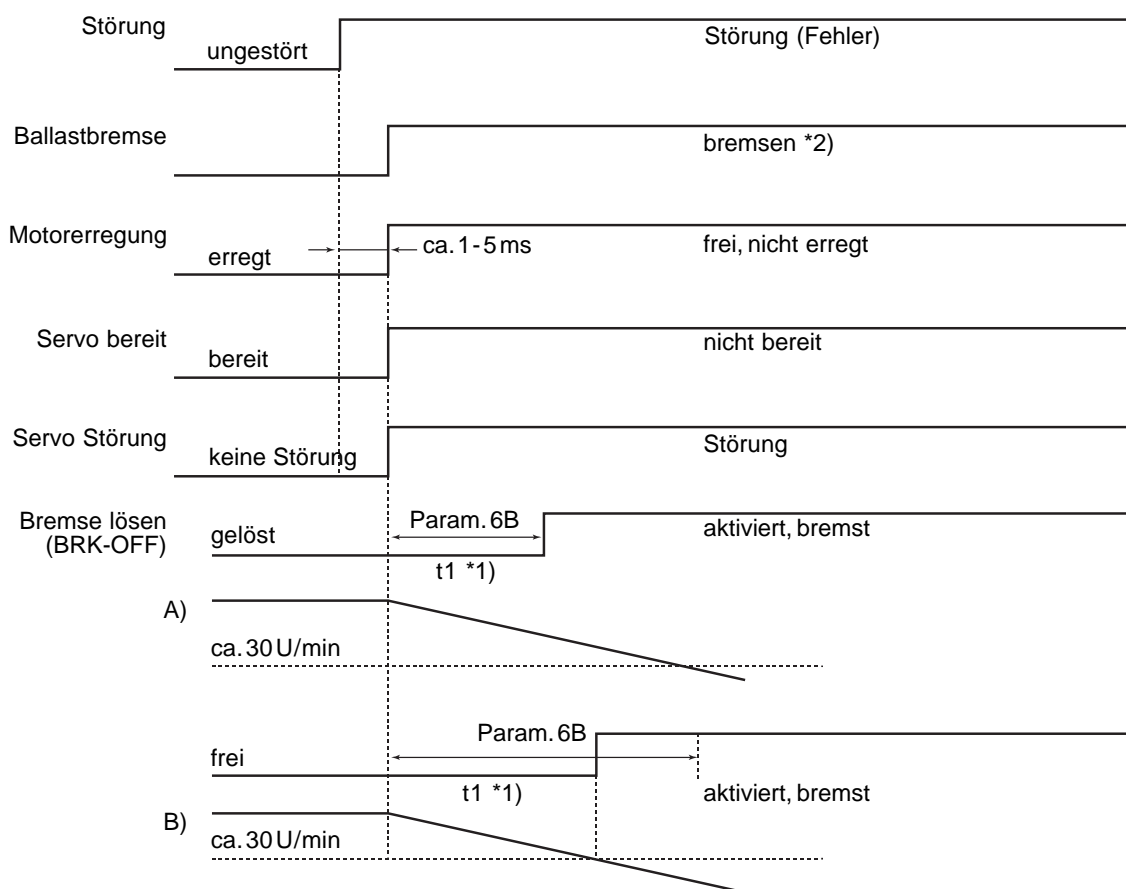 Störung
ungestört
Störung (Fehler)
Ballastbremse
bremsen *2)
Motorerregung
erregt
ca. 1 - 5 ms
frei, nicht erregt
Servo bereit
bereit
nicht bereit
Servo Störung
keine Störung
Störung
Bremse lösen
(BRK-OFF)
gelöst
Param. 6B
aktiviert, bremst
t1 *1)
A)
ca. 30 U/min
Param. 6B
frei
t1 *1)
aktiviert, bremst
B)
ca. 30 U/min